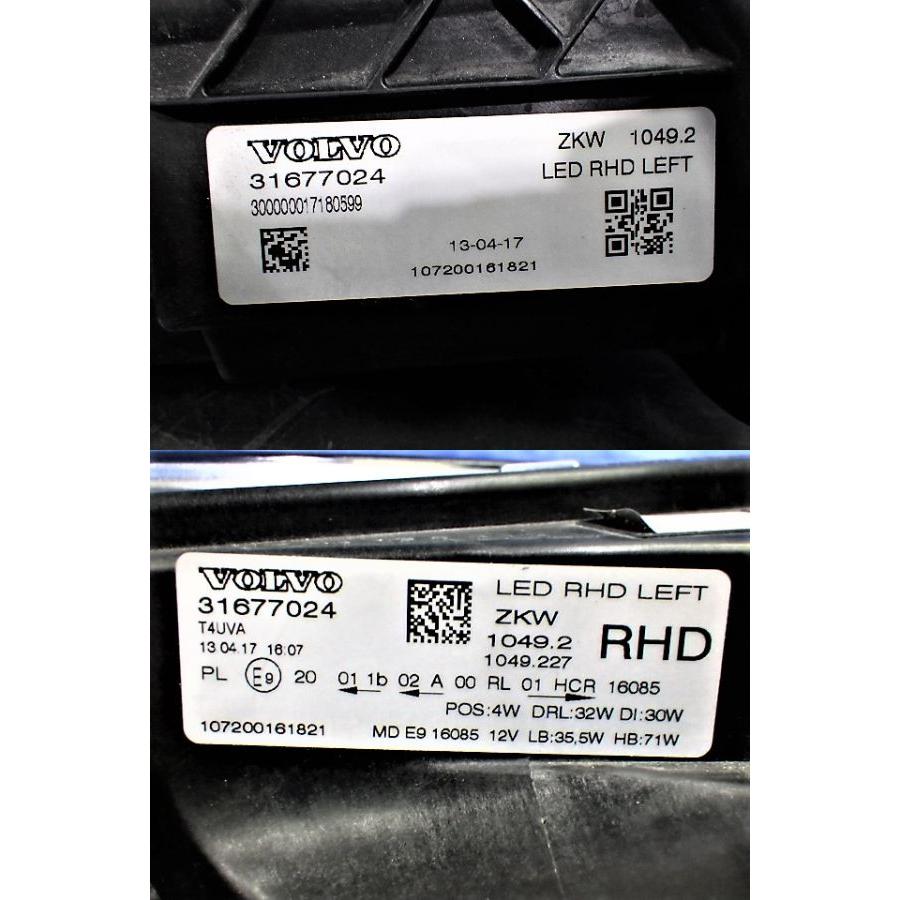 VOLVO
31677024
300000017180599
ZKW 1049.2
LED RHD LEFT
13-04-17
107200161821
VOLVO
31677024
T4UVA
13.04.17 16:07
LED RHD LEFT
ZKW
1049.2
1049.227
RHD
PL E9 20 01 1b 02 A 00 RL 01 HCR 16085
POS:4W DRL:32W DI:30W
107200161821 MD E9 16085 12V LB:35,5W HB:71W